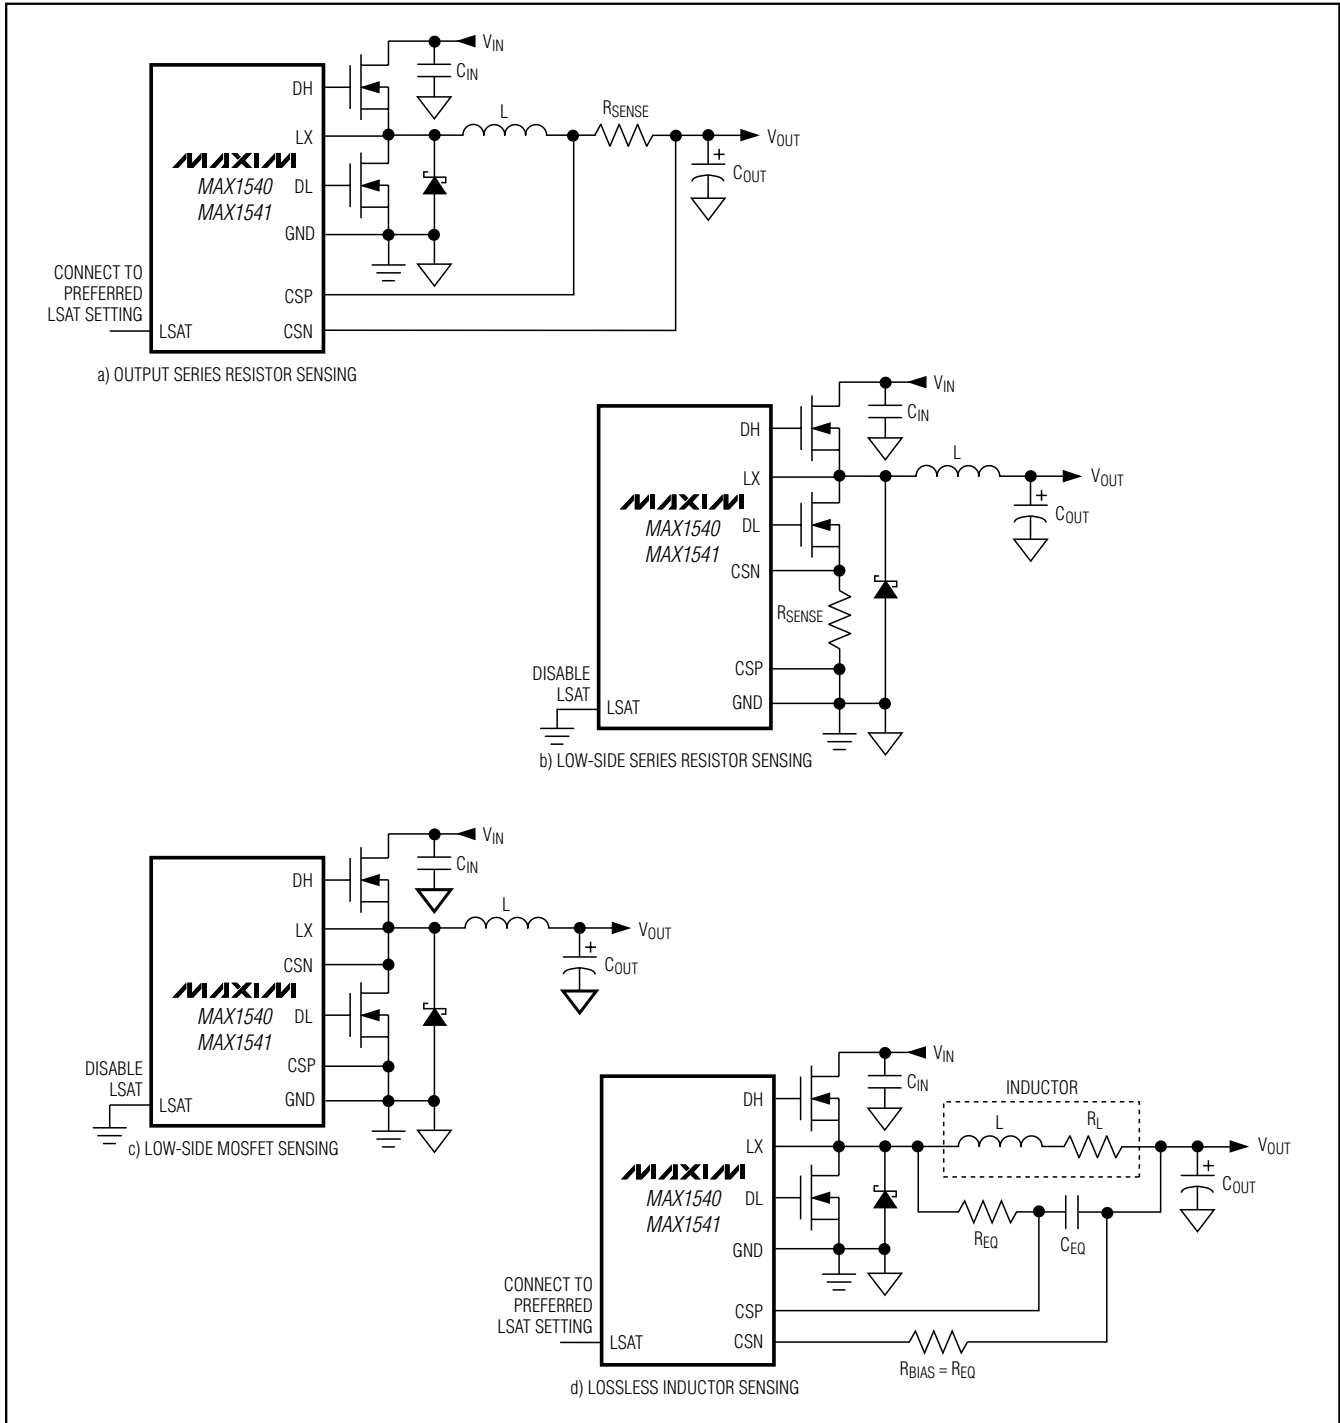 VIN
CIN
DH
L
RSENSE
LX
VOUT
+
COUT
MAXIM
MAX1540
MAX1541
DL
GND
CONNECT TO
PREFERRED
LSAT SETTING
CSP
LSAT
CSN
a) OUTPUT SERIES RESISTOR SENSING
VIN
CIN
DH
L
LX
VOUT
+
COUT
MAXIM
MAX1540
MAX1541
DL
CSN
RSENSE
CSP
DISABLE
LSAT
LSAT
GND
b) LOW-SIDE SERIES RESISTOR SENSING
VIN
CIN
DH
L
LX
VOUT
+
COUT
CSN
MAXIM
MAX1540
MAX1541
DL
CSP
DISABLE
LSAT
LSAT
GND
c) LOW-SIDE MOSFET SENSING
VIN
CIN
DH
INDUCTOR
L
RL
LX
VOUT
+
COUT
MAXIM
MAX1540
MAX1541
DL
REQ
CEQ
GND
CONNECT TO
PREFERRED
LSAT SETTING
CSP
LSAT
CSN
RBIAS = REQ
d) LOSSLESS INDUCTOR SENSING